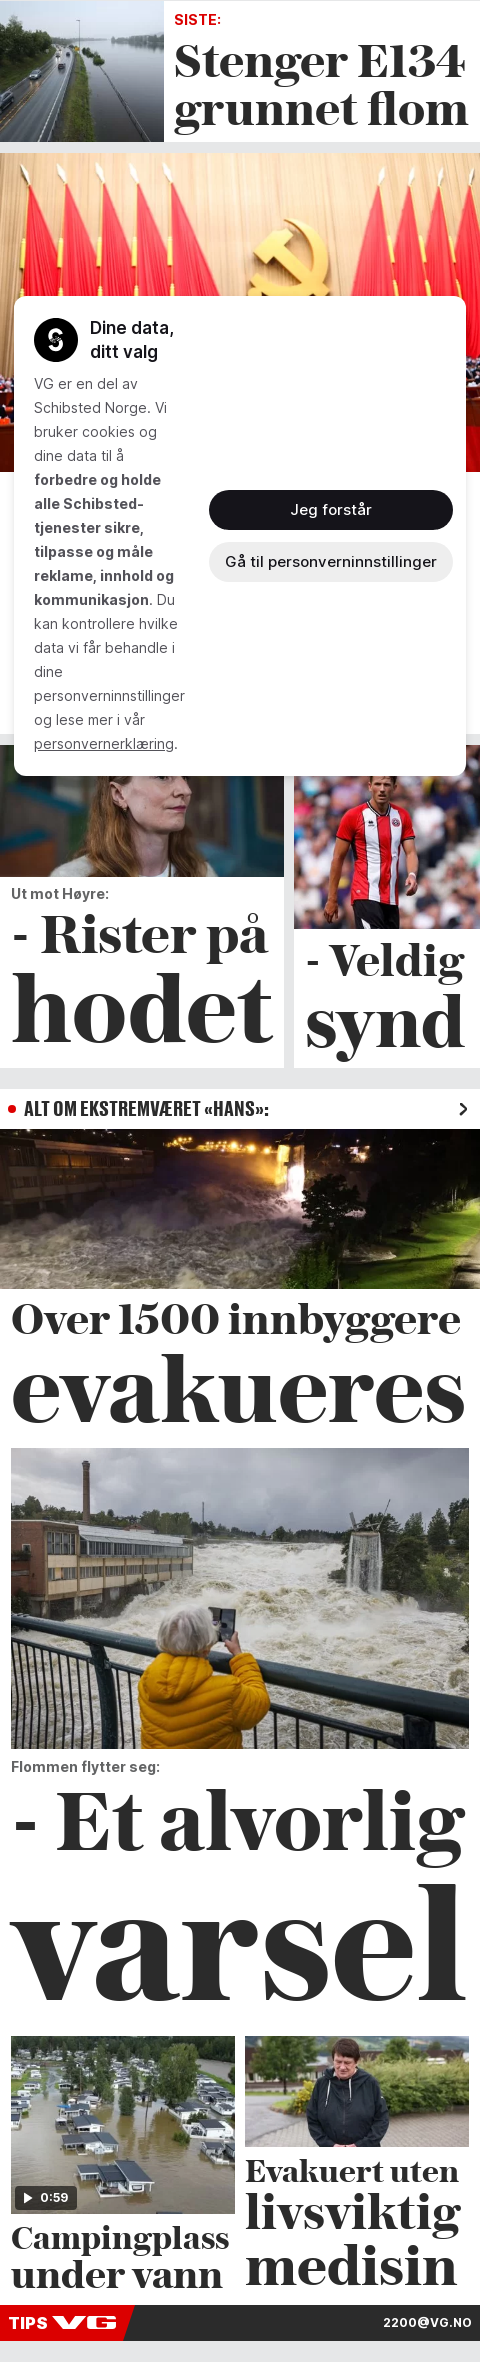 SISTE:
Stenger E134
grunnet flom
Dine data,
ditt valg
VG er en del av
Schibsted Norge. Vi
bruker cookies og
dine data til å
forbedre og holde
alle Schibsted-
tjenester sikre,
tilpasse og måle
reklame, innhold og
kommunikasjon. Du
kan kontrollere hvilke
data vi får behandle i
dine
personverninnstillinger
og lese mer i vår
personvernerklæring.
Jeg forstår
Gå til personverninnstillinger
Ut mot Høyre:
- Rister på
hodet
- Veldig
synd
ALT OM EKSTREMVÆRET «HANS»:
Over 1500 innbyggere
evakueres
Flommen flytter seg:
- Et alvorlig
varsel
0:59
Campingplass
under vann
Evakuert uten
livsviktig
medisin
TIPS VG
2200@VG.NO